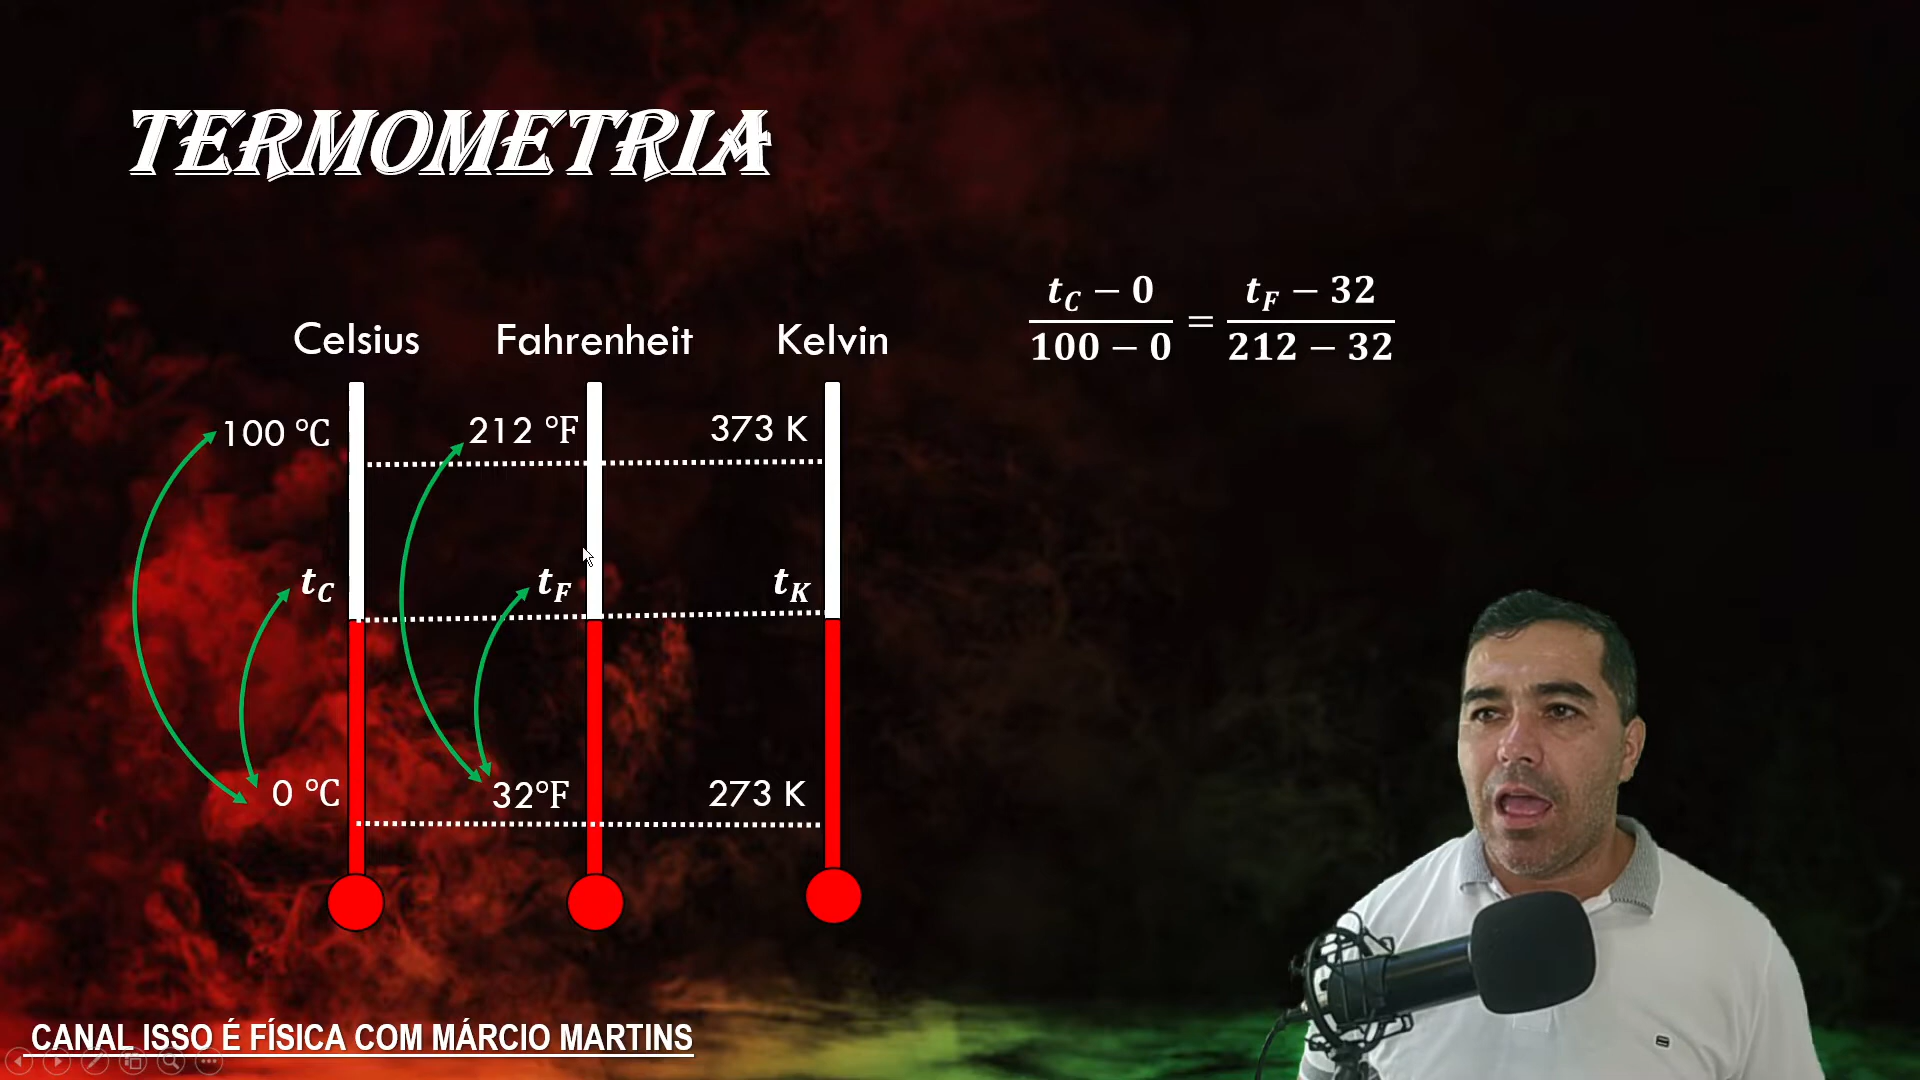 TERMOMETRIA
Celsius Fahrenheit Kelvin
100 °C 212 °F 373 K
t_C t_F t_K
0 °C 32°F 273 K
(t_C − 0)/(100 − 0) = (t_F − 32)/(212 − 32)
CANAL ISSO É FÍSICA COM MÁRCIO MARTINS